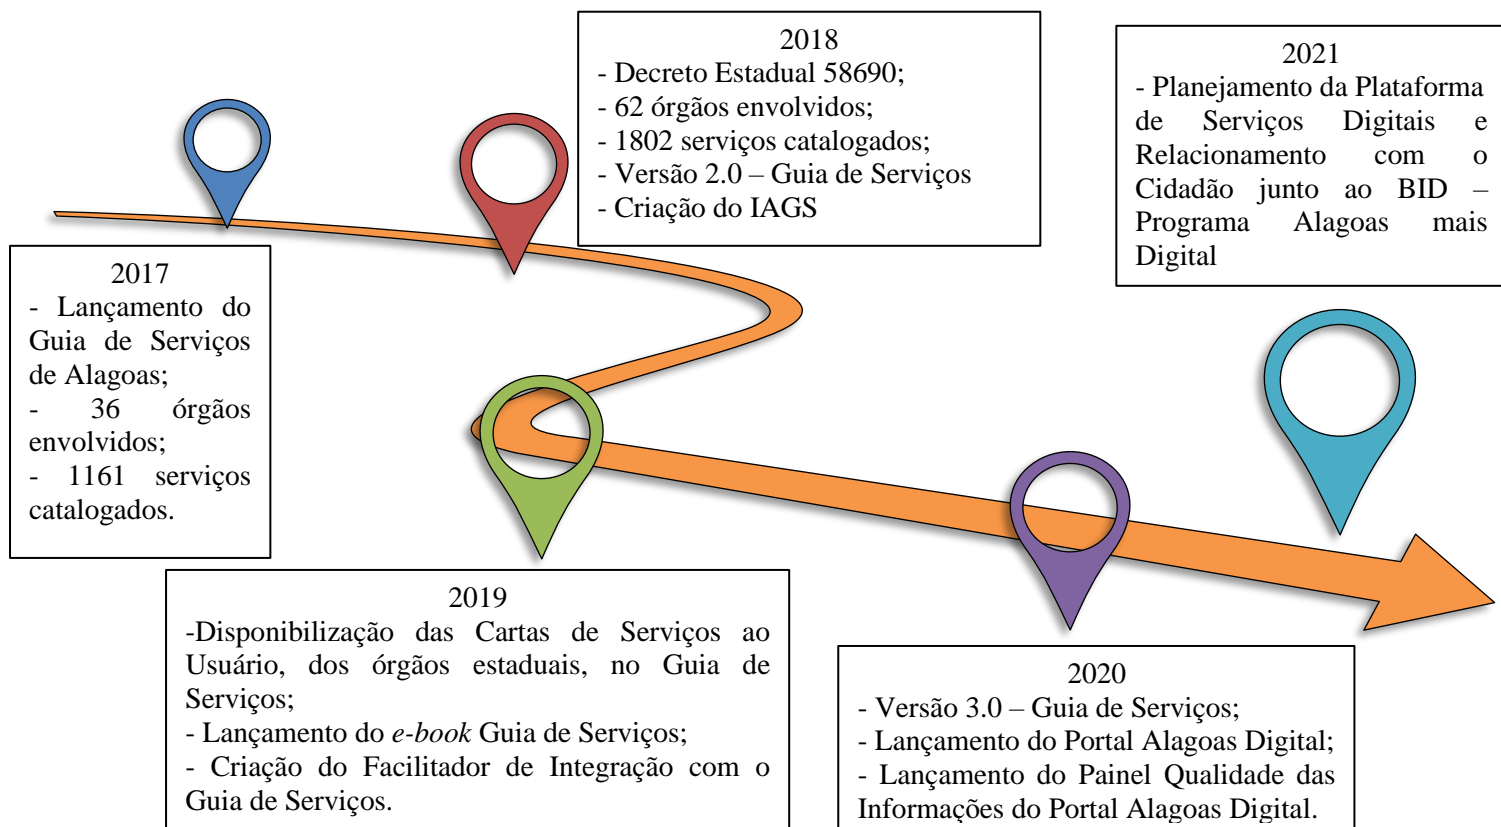 2017
- Lançamento do
Guia de Serviços
de Alagoas;
- 36 órgãos
envolvidos;
- 1161 serviços
catalogados.
2018
- Decreto Estadual 58690;
- 62 órgãos envolvidos;
- 1802 serviços catalogados;
- Versão 2.0 – Guia de Serviços
- Criação do IAGS
2019
-Disponibilização das Cartas de Serviços ao
Usuário, dos órgãos estaduais, no Guia de
Serviços;
- Lançamento do e-book Guia de Serviços;
- Criação do Facilitador de Integração com o
Guia de Serviços.
2020
- Versão 3.0 – Guia de Serviços;
- Lançamento do Portal Alagoas Digital;
- Lançamento do Painel Qualidade das
Informações do Portal Alagoas Digital.
2021
- Planejamento da Plataforma
de Serviços Digitais e
Relacionamento com o
Cidadão junto ao BID –
Programa Alagoas mais
Digital